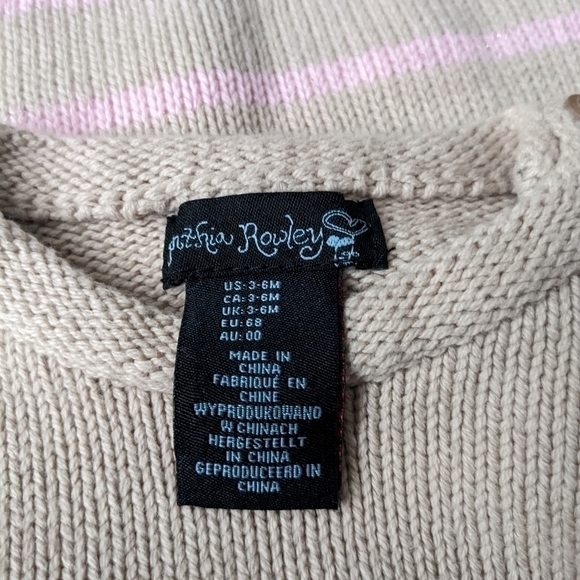 Rowley
US: 3-6M
CA: 3-6M
UK: 3-6M
EU: 68
AU: 00
MADE IN
CHINA
FABRIQUÉ EN
CHINE
WYPRODUKOWANO
W CHINACH
HERGESTELLT
IN CHINA
GEPRODUCEERD IN
CHINA